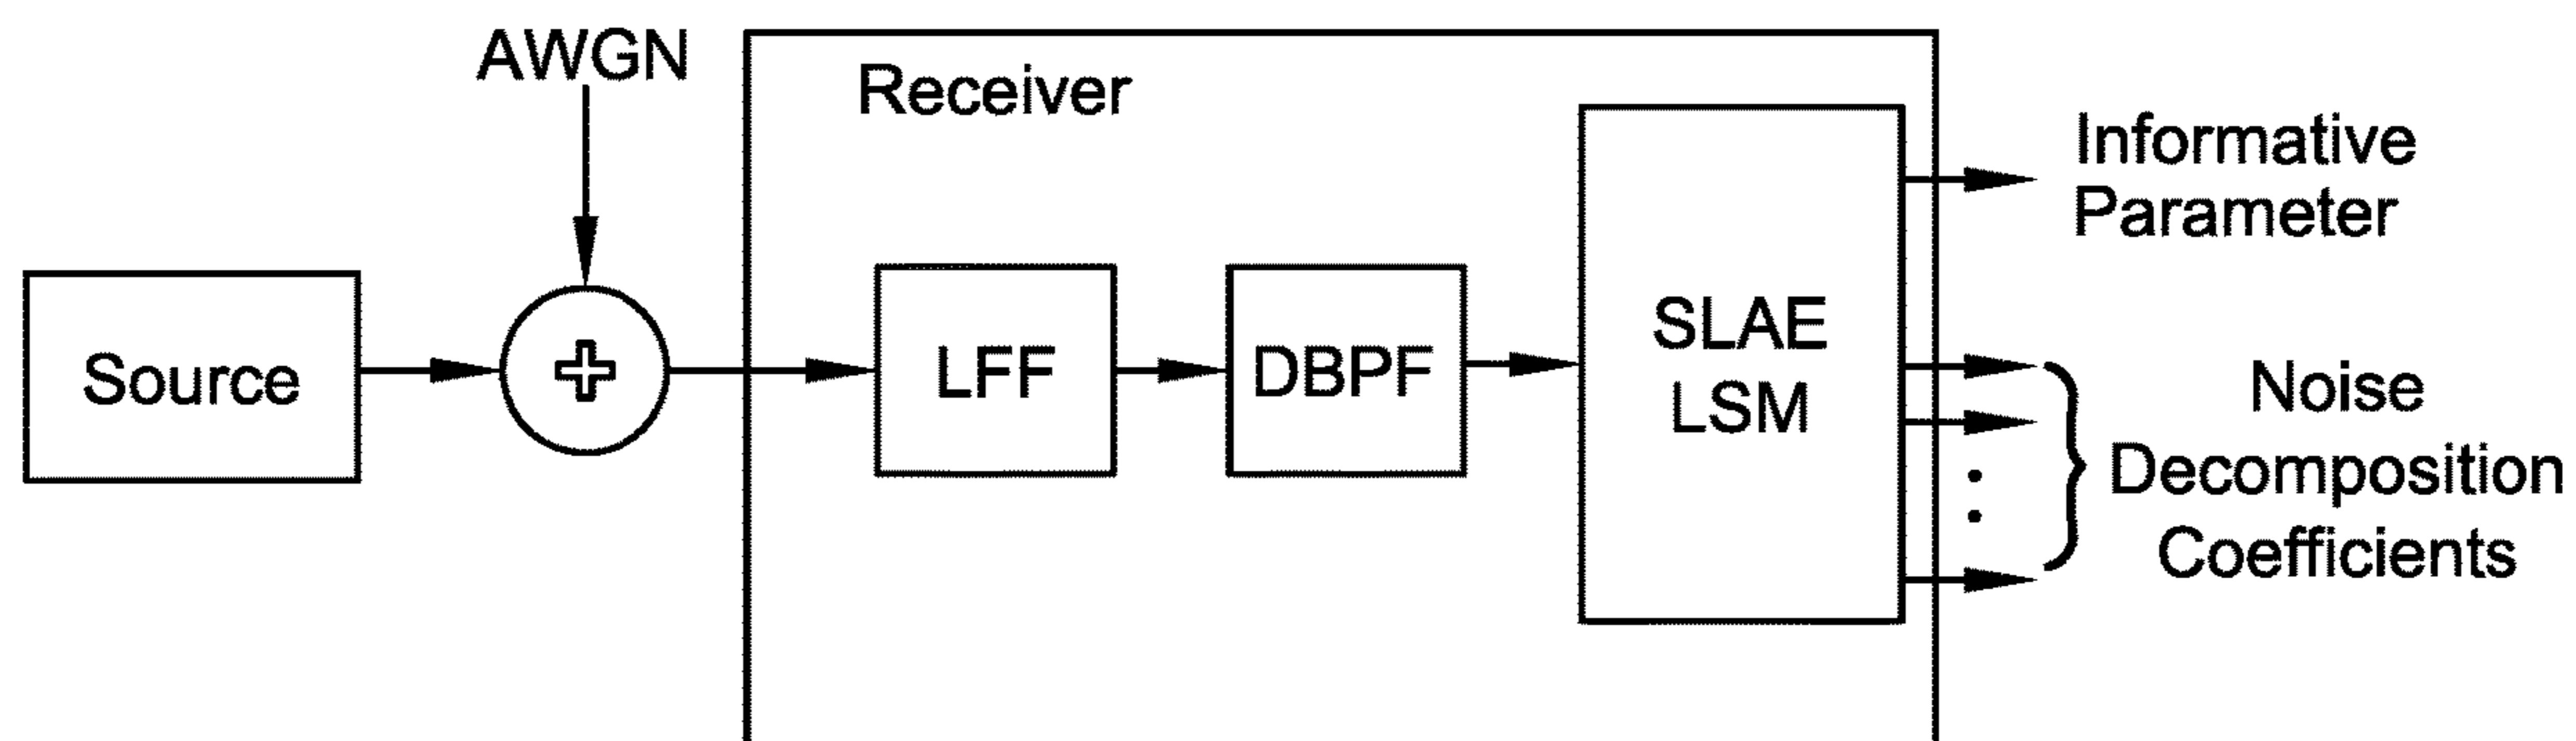 AWGN
Receiver
Source
LFF
DBPF
SLAE
LSM
Informative
Parameter
Noise
Decomposition
Coefficients